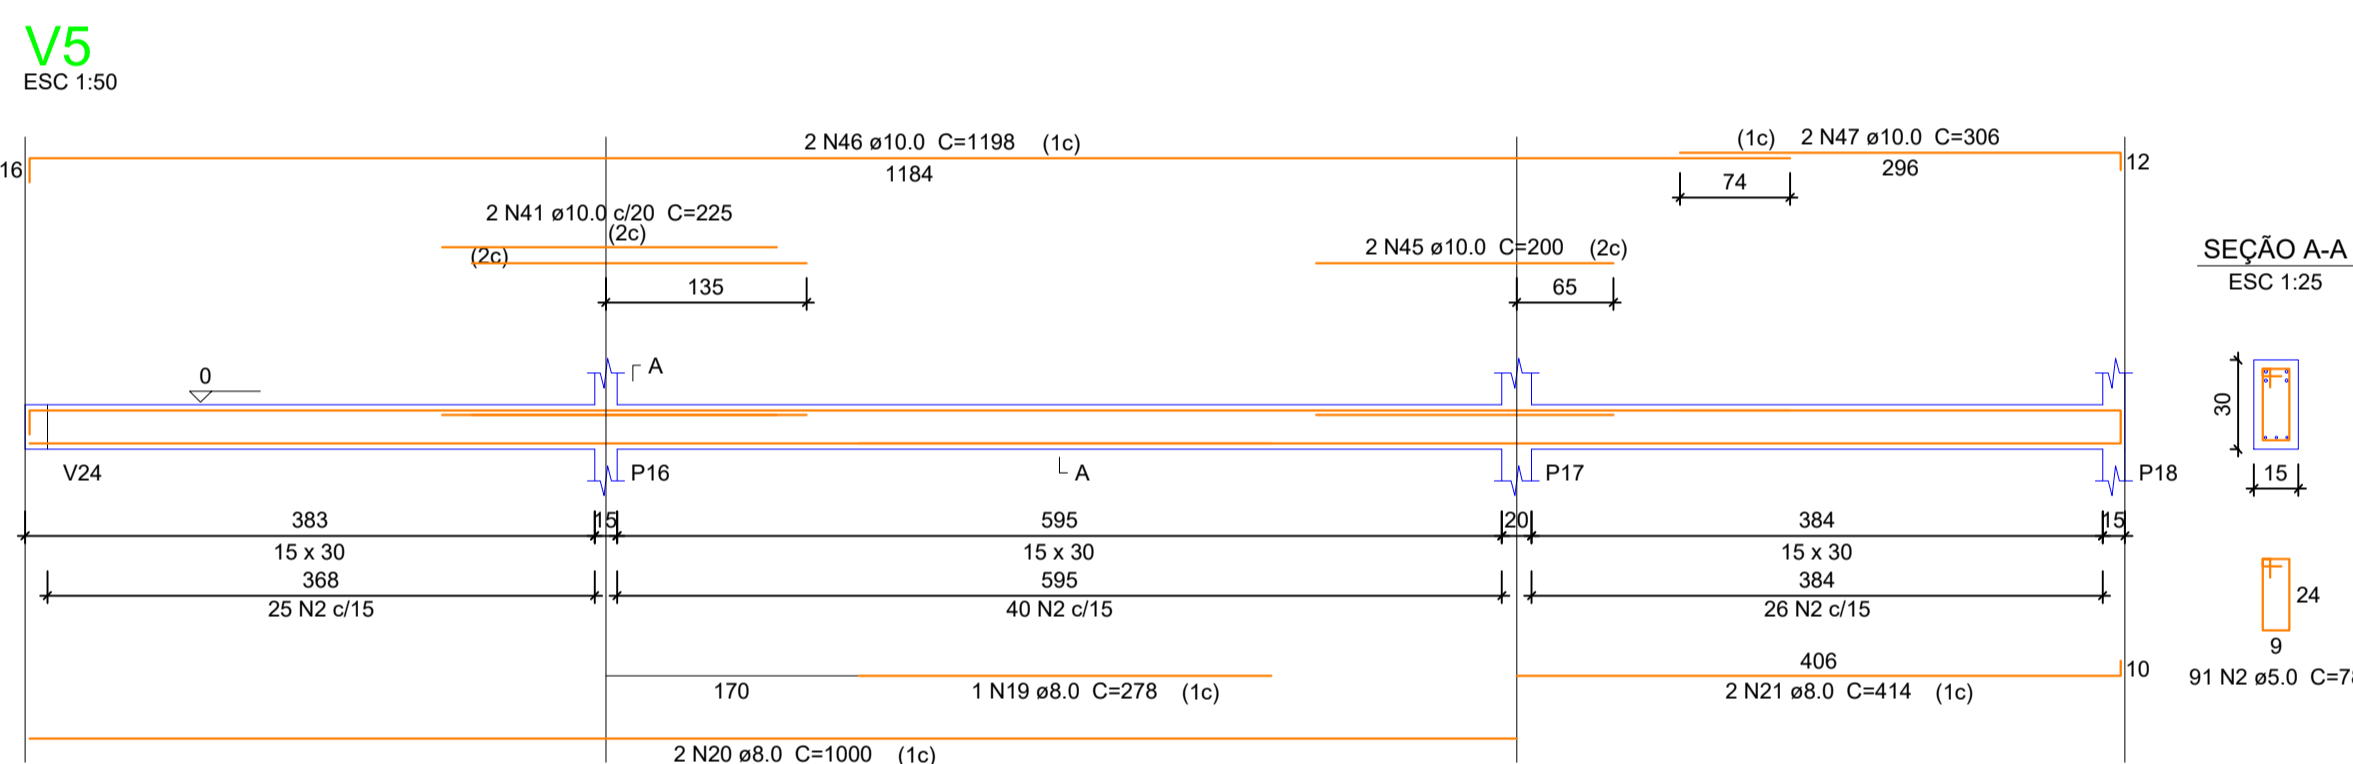 V5
ESC 1:50
2 N46 ø10.0 C=1198 (1c)
(1c) 2 N47 ø10.0 C=306
16
1184
296
12
74
2 N41 ø10.0 c/20 C=225
(2c)
(2c)
2 N45 ø10.0 C=200 (2c)
135
65
SEÇÃO A-A
ESC 1:25
0
A
30
15
V24
P16
A
P17
P18
383
15
595
20
384
15
15 x 30
15 x 30
15 x 30
368
595
384
25 N2 c/15
40 N2 c/15
26 N2 c/15
24
9
91 N2 ø5.0 C=78
170
1 N19 ø8.0 C=278 (1c)
406
10
2 N21 ø8.0 C=414 (1c)
2 N20 ø8.0 C=1000 (1c)